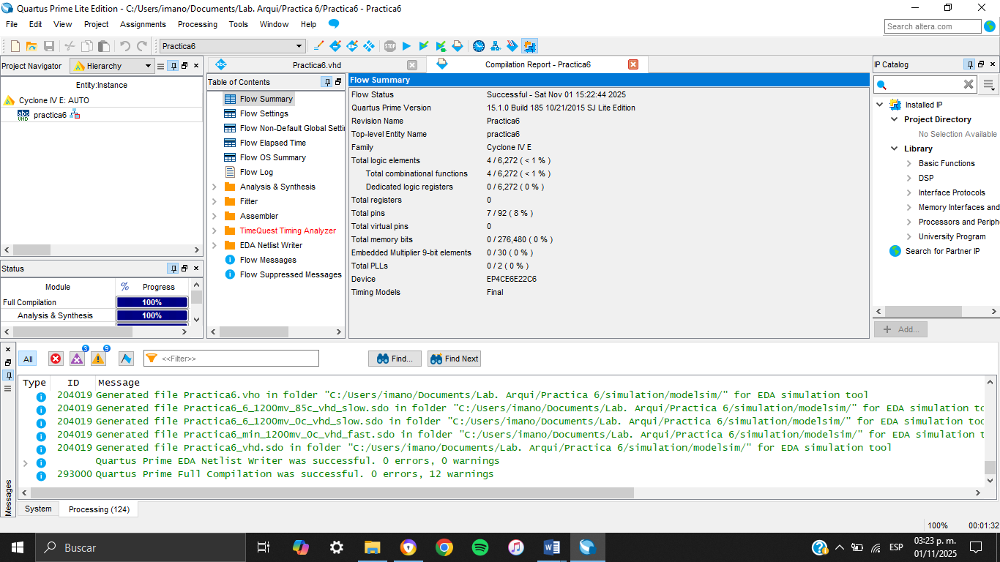 Quartus Prime Lite Edition - C:/Users/imano/Documents/Lab. Arqui/Practica 6/Practica6 - Practica6
File Edit View Project Assignments Processing Tools Window Help
Search altera.com
Practica6
STOP
Project Navigator
Hierarchy
Entity:Instance
Cyclone IV E: AUTO
abc VHD practica6
Status
Module % Progress
Full Compilation 100%
Analysis & Synthesis 100%
abc Practica6.vhd
Compilation Report - Practica6
Table of Contents
Flow Summary
Flow Settings
Flow Non-Default Global Setti
Flow Elapsed Time
Flow OS Summary
Flow Log
Analysis & Synthesis
Fitter
Assembler
TimeQuest Timing Analyzer
EDA Netlist Writer
Flow Messages
Flow Suppressed Messages
Flow Summary
Flow Status Successful - Sat Nov 01 15:22:44 2025
Quartus Prime Version 15.1.0 Build 185 10/21/2015 SJ Lite Edition
Revision Name Practica6
Top-level Entity Name practica6
Family Cyclone IV E
Total logic elements 4 / 6,272 ( < 1 % )
Total combinational functions 4 / 6,272 ( < 1 % )
Dedicated logic registers 0 / 6,272 ( 0 % )
Total registers 0
Total pins 7 / 92 ( 8 % )
Total virtual pins 0
Total memory bits 0 / 276,480 ( 0 % )
Embedded Multiplier 9-bit elements 0 / 30 ( 0 % )
Total PLLs 0 / 2 ( 0 % )
Device EP4CE6E22C6
Timing Models Final
IP Catalog
Installed IP
Project Directory
No Selection Available
Library
Basic Functions
DSP
Interface Protocols
Memory Interfaces and
Processors and Periph
University Program
Search for Partner IP
+ Add...
All 3 9 <<Filter>> Find... Find Next
Type ID Message
204019 Generated file Practica6.vho in folder "C:/Users/imano/Documents/Lab. Arqui/Practica 6/simulation/modelsim/" for EDA simulation tool
204019 Generated file Practica6_6_1200mv_85c_vhd_slow.sdo in folder "C:/Users/imano/Documents/Lab. Arqui/Practica 6/simulation/modelsim/" for EDA simulation to
204019 Generated file Practica6_6_1200mv_0c_vhd_slow.sdo in folder "C:/Users/imano/Documents/Lab. Arqui/Practica 6/simulation/modelsim/" for EDA simulation too
204019 Generated file Practica6_min_1200mv_0c_vhd_fast.sdo in folder "C:/Users/imano/Documents/Lab. Arqui/Practica 6/simulation/modelsim/" for EDA simulation t
204019 Generated file Practica6_vhd.sdo in folder "C:/Users/imano/Documents/Lab. Arqui/Practica 6/simulation/modelsim/" for EDA simulation tool
Quartus Prime EDA Netlist Writer was successful. 0 errors, 0 warnings
293000 Quartus Prime Full Compilation was successful. 0 errors, 12 warnings
Messages
System Processing (124)
100% 00:01:32
Buscar
ESP
03:23 p. m.
01/11/2025